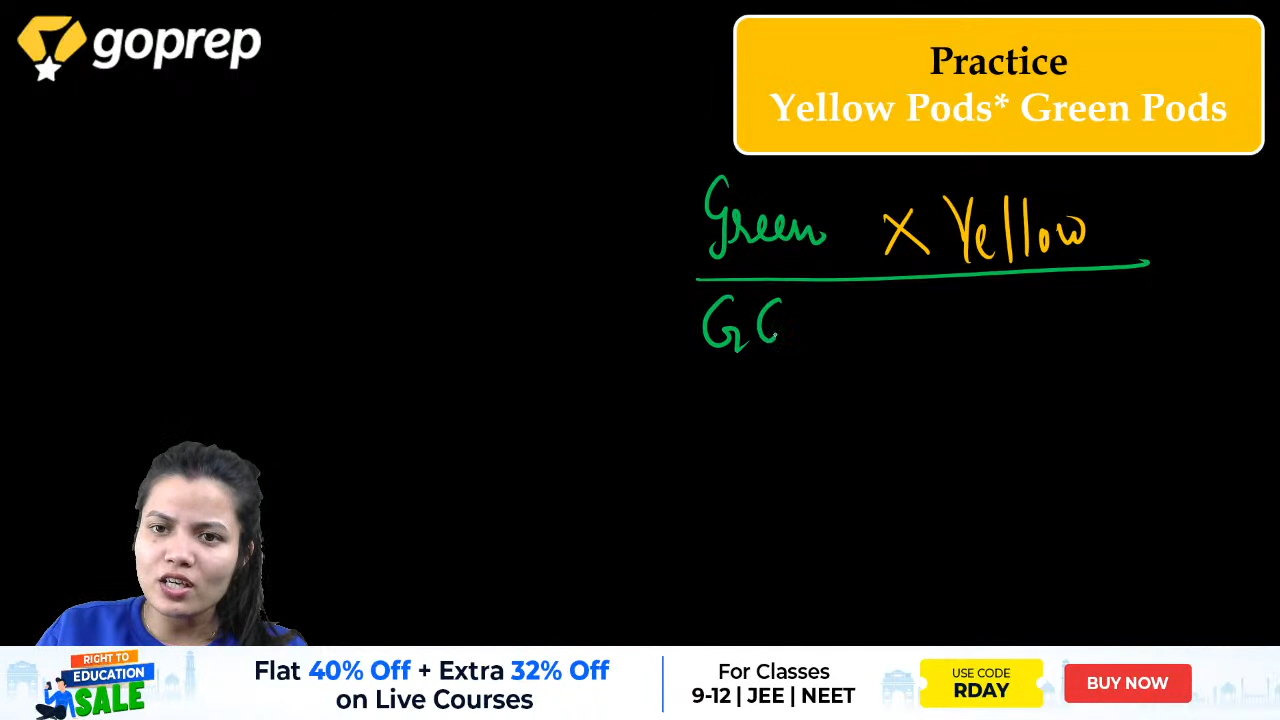 goprep
Practice
Yellow Pods* Green Pods
Green X Yellow
G G
RIGHT TO
EDUCATION
SALE
Flat 40% Off + Extra 32% Off
on Live Courses
For Classes
9-12 | JEE | NEET
USE CODE
RDAY
BUY NOW